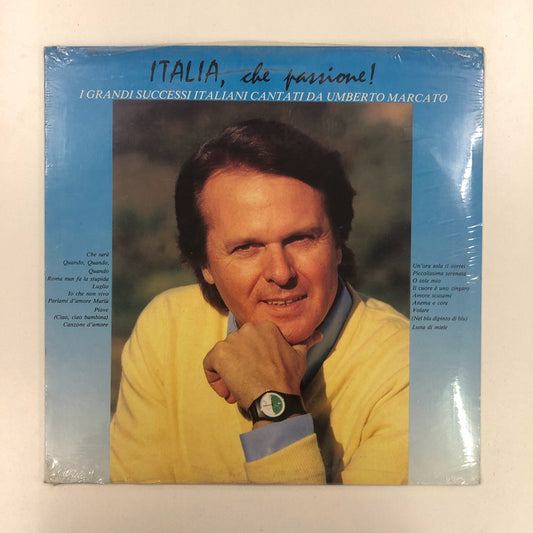 ITALIA, che passione!
I GRANDI SUCCESSI ITALIANI CANTATI DA UMBERTO MARCATO
Che sarà
Quando, Quando,
Quando
Roma nun fa la stupida
Luglio
Io che non vivo
Parlami d'amore Mariù
Piove
(Ciao, ciao bambina)
Canzone d'amore
Un'ora sola ti vorrei
Piccolissima serenata
O sole mio
Il cuore è uno zingaro
Amore scusami
Anema e core
Volare
(Nel blu dipinto di blu)
Luna di miele